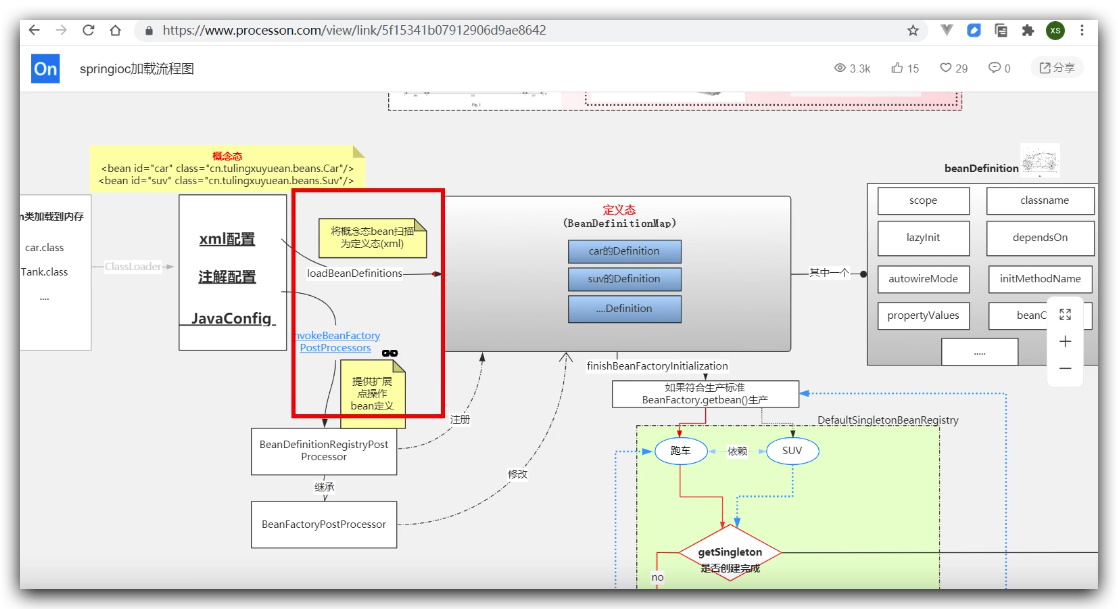 https://www.processon.com/view/link/5f15341b07912906d9ae8642
XS
On
springioc加载流程图
3.3k
15
29
0
分享
Fig.1
概念态
<bean id="car" class="cn.tulingxuyuean.beans.Car"/>
<bean id="suv" class="cn.tulingxuyuean.beans.Suv"/>
类加载到内存
car.class
Tank.class
....
ClassLoader
xml配置
注解配置
JavaConfig
将概念态bean扫描
为定义态(xml)
loadBeanDefinitions
nvokeBeanFactory
PostProcessors
提供扩展
点操作
bean定义
定义态
(BeanDefinitionMap)
car的Definition
suv的Definition
....Definition
其中一个
beanDefinition
scope
classname
lazyInit
dependsOn
autowireMode
initMethodName
propertyValues
beanC
.....
finishBeanFactoryInitialization
如果符合生产标准
BeanFactory.getbean()生产
DefaultSingletonBeanRegistry
注册
BeanDefinitionRegistryPost
Processor
继承
修改
BeanFactoryPostProcessor
跑车
依赖
SUV
getSingleton
是否创建完成
no